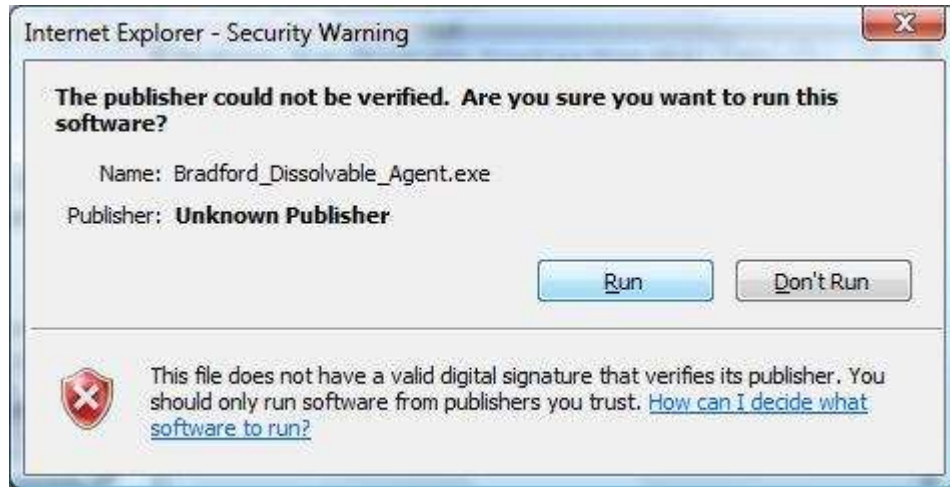 Internet Explorer - Security Warning
The publisher could not be verified.  Are you sure you want to run this
software?
Name: Bradford_Dissolvable_Agent.exe
Publisher: Unknown Publisher
Run
Don't Run
This file does not have a valid digital signature that verifies its publisher. You
should only run software from publishers you trust. How can I decide what
software to run?